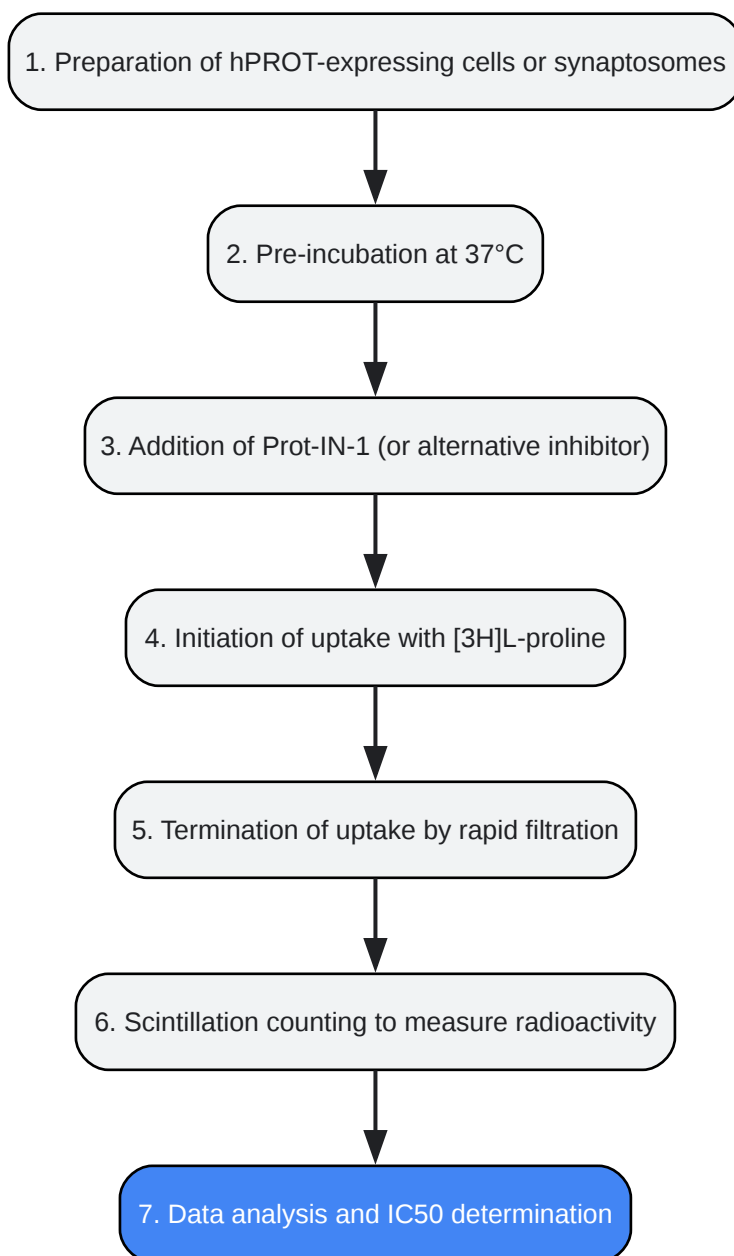 1. Preparation of hPROT-expressing cells or synaptosomes
2. Pre-incubation at 37°C
3. Addition of Prot-IN-1 (or alternative inhibitor)
4. Initiation of uptake with [3H]L-proline
5. Termination of uptake by rapid filtration
6. Scintillation counting to measure radioactivity
7. Data analysis and IC50 determination